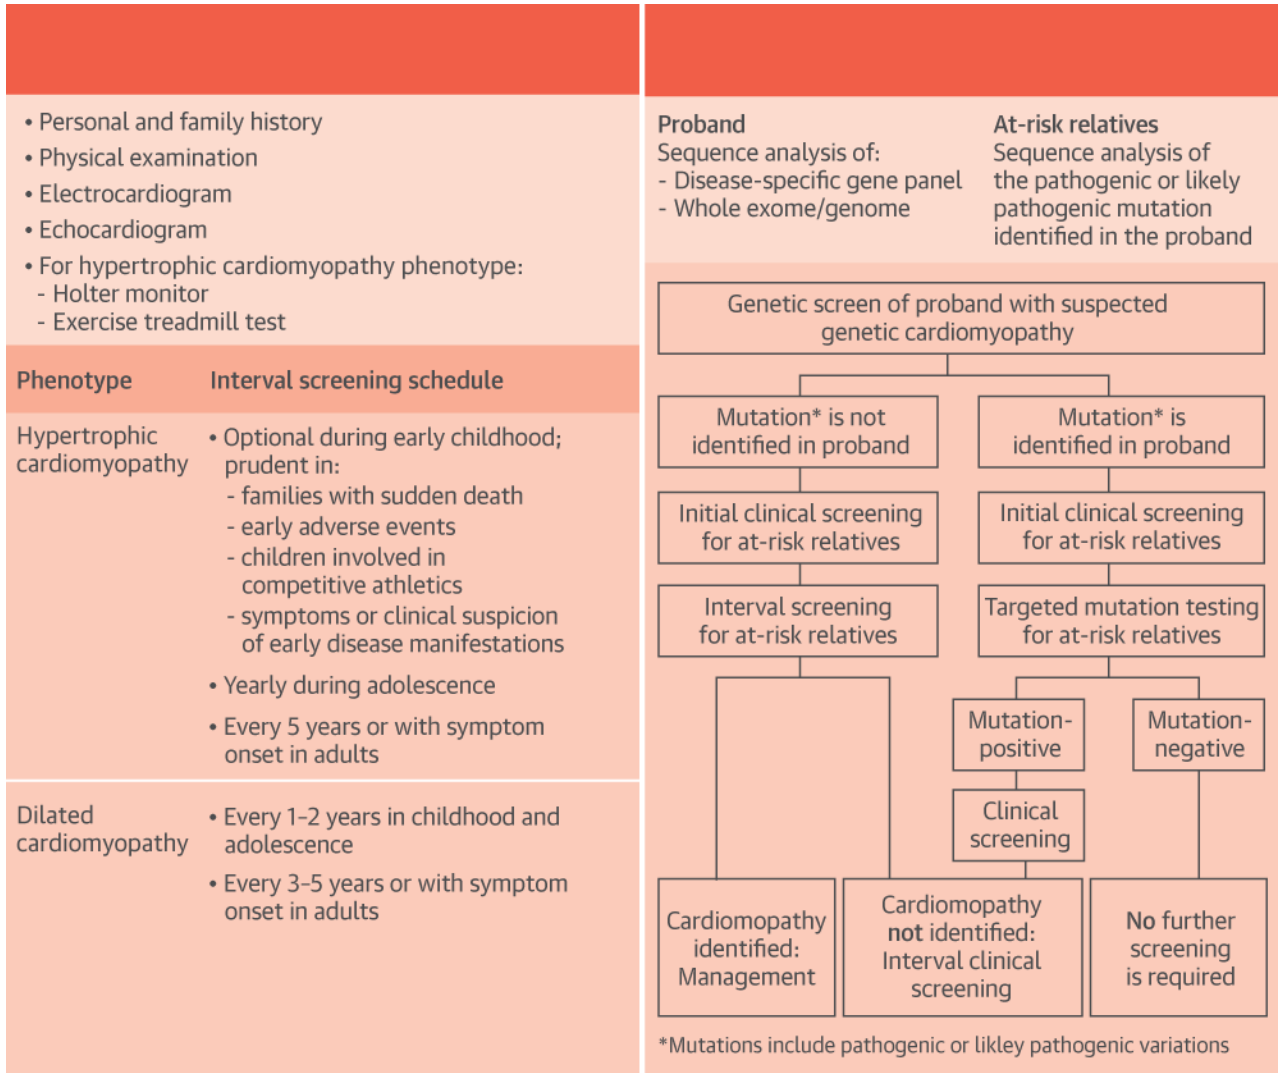 • Personal and family history
• Physical examination
• Electrocardiogram
• Echocardiogram
• For hypertrophic cardiomyopathy phenotype:
- Holter monitor
- Exercise treadmill test
Phenotype
Interval screening schedule
Hypertrophic
cardiomyopathy
• Optional during early childhood;
prudent in:
- families with sudden death
- early adverse events
- children involved in
competitive athletics
- symptoms or clinical suspicion
of early disease manifestations
• Yearly during adolescence
• Every 5 years or with symptom
onset in adults
Dilated
cardiomyopathy
• Every 1–2 years in childhood and
adolescence
• Every 3–5 years or with symptom
onset in adults
Proband
Sequence analysis of:
- Disease-specific gene panel
- Whole exome/genome
At-risk relatives
Sequence analysis of
the pathogenic or likely
pathogenic mutation
identified in the proband
Genetic screen of proband with suspected
genetic cardiomyopathy
Mutation* is not
identified in proband
Mutation* is
identified in proband
Initial clinical screening
for at-risk relatives
Initial clinical screening
for at-risk relatives
Interval screening
for at-risk relatives
Targeted mutation testing
for at-risk relatives
Mutation-
positive
Mutation-
negative
Clinical
screening
Cardiomopathy
identified:
Management
Cardiomopathy
not identified:
Interval clinical
screening
No further
screening
is required
*Mutations include pathogenic or likley pathogenic variations